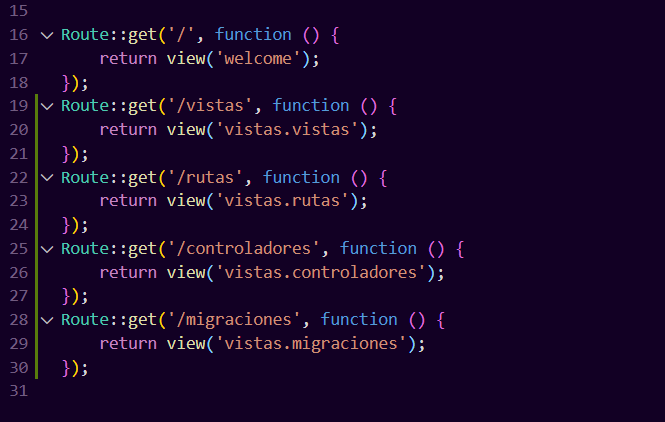 15
16 Route::get('/', function () {
17 return view('welcome');
18 });
19 Route::get('/vistas', function () {
20 return view('vistas.vistas');
21 });
22 Route::get('/rutas', function () {
23 return view('vistas.rutas');
24 });
25 Route::get('/controladores', function () {
26 return view('vistas.controladores');
27 });
28 Route::get('/migraciones', function () {
29 return view('vistas.migraciones');
30 });
31